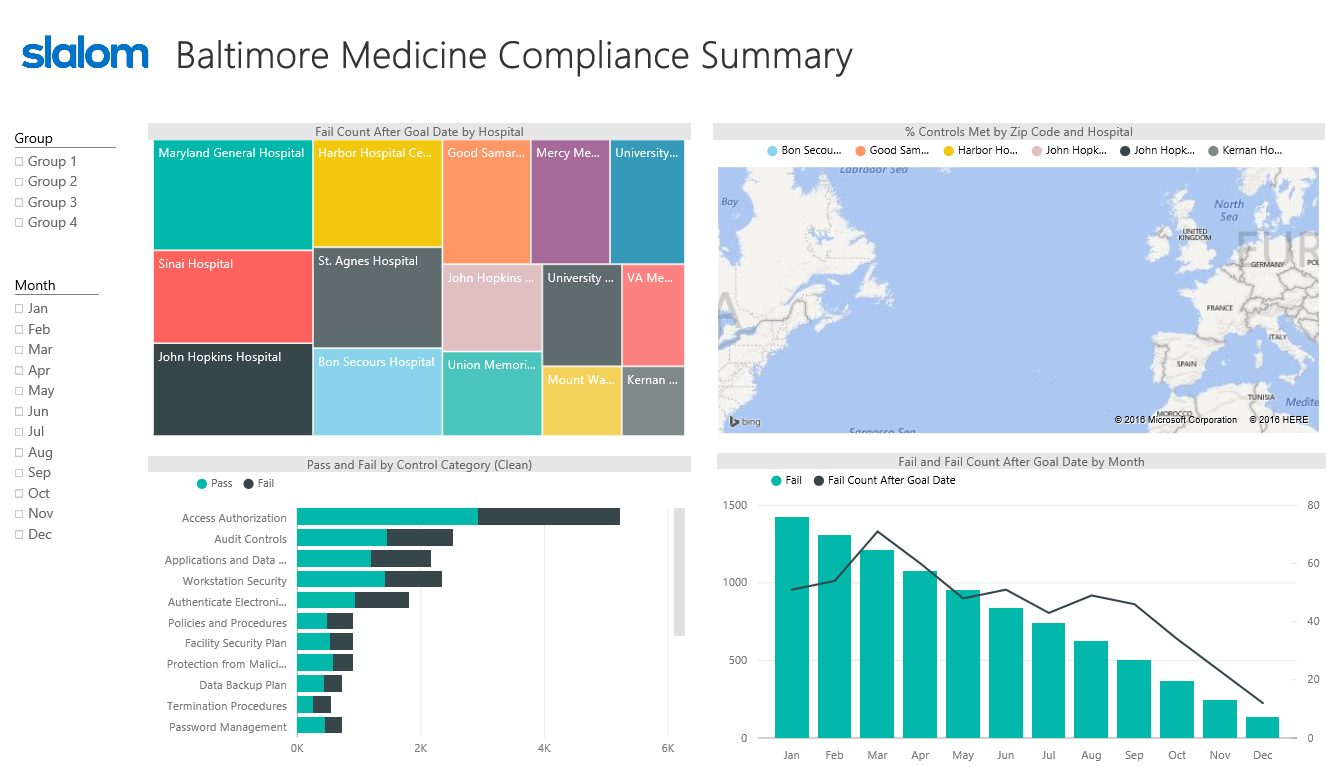 slalom
Baltimore Medicine Compliance Summary
Group
Group 1
Group 2
Group 3
Group 4
Month
Jan
Feb
Mar
Apr
May
Jun
Jul
Aug
Sep
Oct
Nov
Dec
Fail Count After Goal Date by Hospital
Maryland General Hospital
Harbor Hospital Ce...
Good Samar...
Mercy Me...
University...
Sinai Hospital
St. Agnes Hospital
John Hopkins ...
University ...
VA Me...
John Hopkins Hospital
Bon Secours Hospital
Union Memori...
Mount Wa...
Kernan ...
% Controls Met by Zip Code and Hospital
Bon Secou...
Good Sam...
Harbor Ho...
John Hopk...
John Hopk...
Kernan Ho...
Labrador Sea
Bay
North
Sea
UNITED
KINGDOM
EUR
GERMANY
PO
FRANCE
A
ITALY
SPAIN
TUNISIA
MOROCCO
Medite
bing
© 2016 Microsoft Corporation
© 2016 HERE
Sargasso Sea
Pass and Fail by Control Category (Clean)
Pass
Fail
Access Authorization
Audit Controls
Applications and Data ...
Workstation Security
Authenticate Electroni...
Policies and Procedures
Facility Security Plan
Protection from Malici...
Data Backup Plan
Termination Procedures
Password Management
0K
2K
4K
6K
Fail and Fail Count After Goal Date by Month
Fail
Fail Count After Goal Date
1500
1000
500
0
80
60
40
20
0
Jan
Feb
Mar
Apr
May
Jun
Jul
Aug
Sep
Oct
Nov
Dec